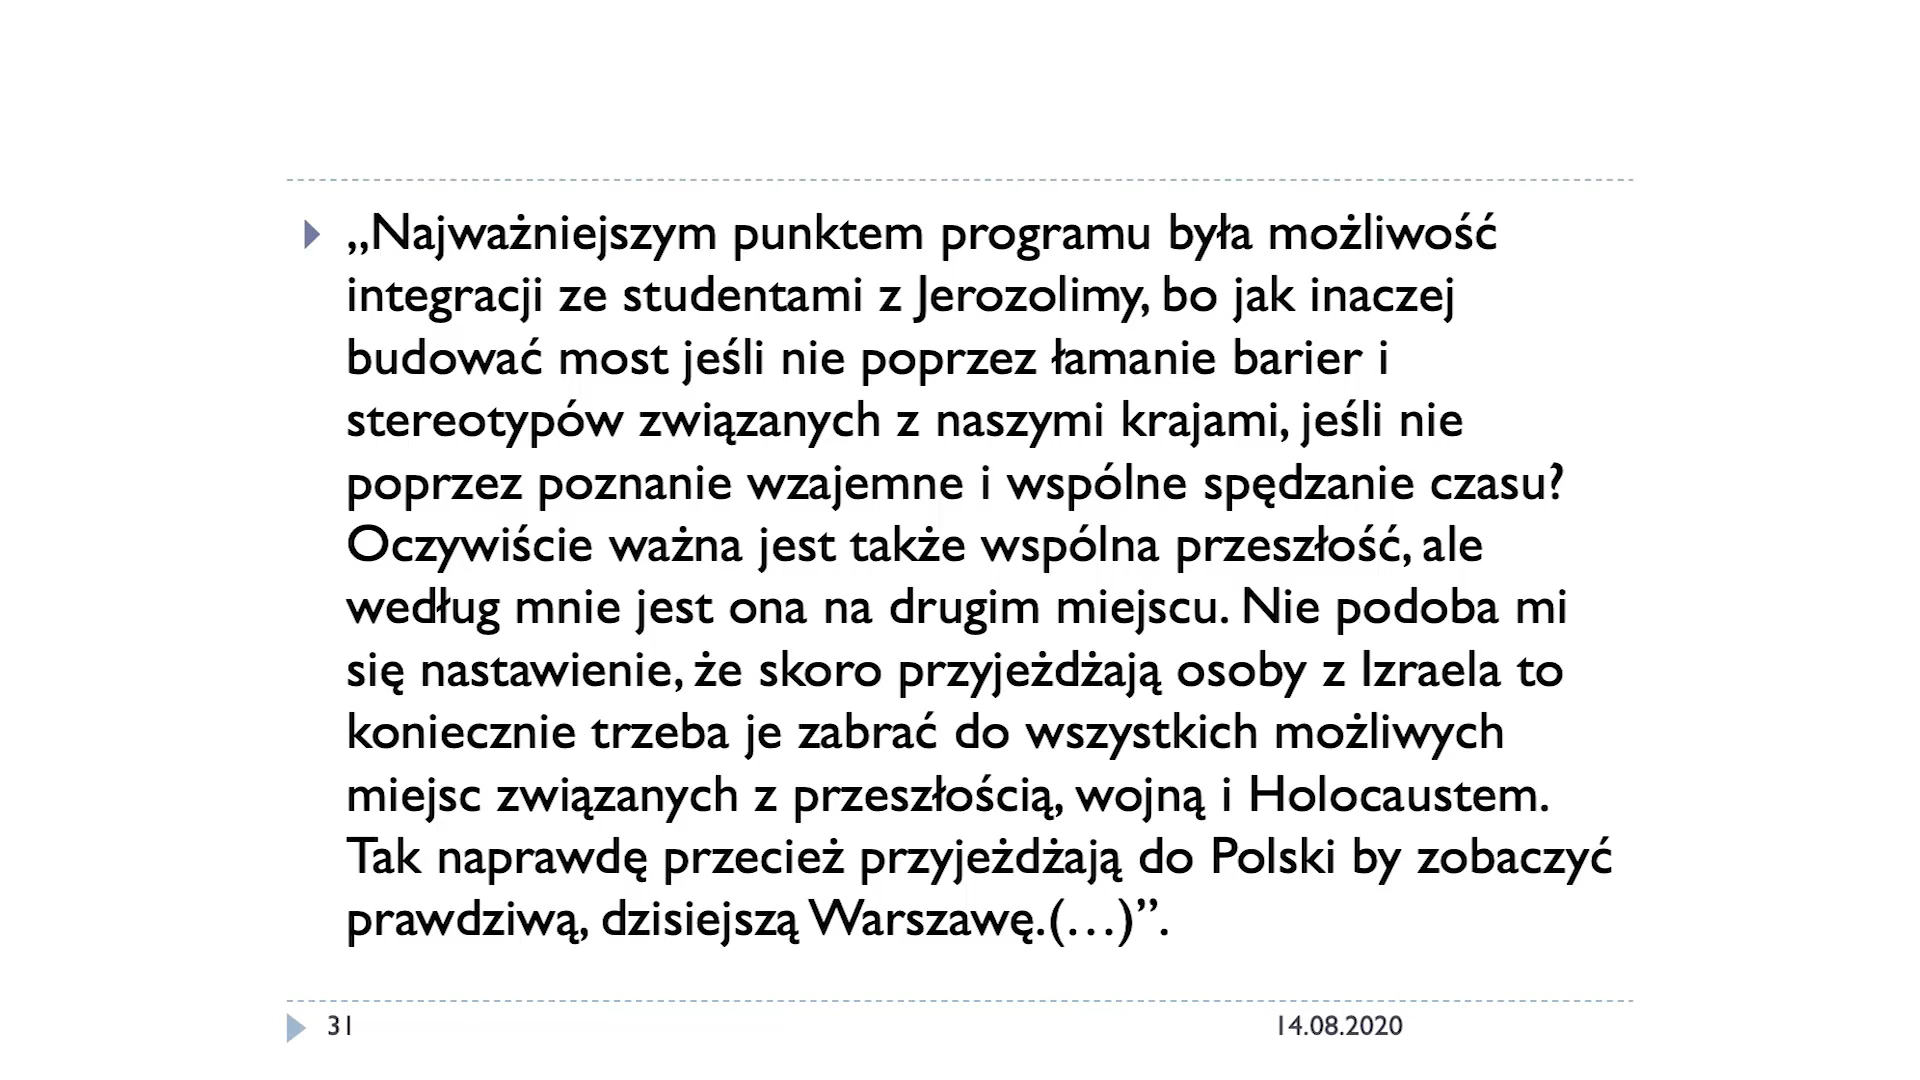 „Najważniejszym punktem programu była możliwość
integracji ze studentami z Jerozolimy, bo jak inaczej
budować most jeśli nie poprzez łamanie barier i
stereotypów związanych z naszymi krajami, jeśli nie
poprzez poznanie wzajemne i wspólne spędzanie czasu?
Oczywiście ważna jest także wspólna przeszłość, ale
według mnie jest ona na drugim miejscu. Nie podoba mi
się nastawienie, że skoro przyjeżdżają osoby z Izraela to
koniecznie trzeba je zabrać do wszystkich możliwych
miejsc związanych z przeszłością, wojną i Holocaustem.
Tak naprawdę przecież przyjeżdżają do Polski by zobaczyć
prawdziwą, dzisiejszą Warszawę.(…)”.
31 14.08.2020